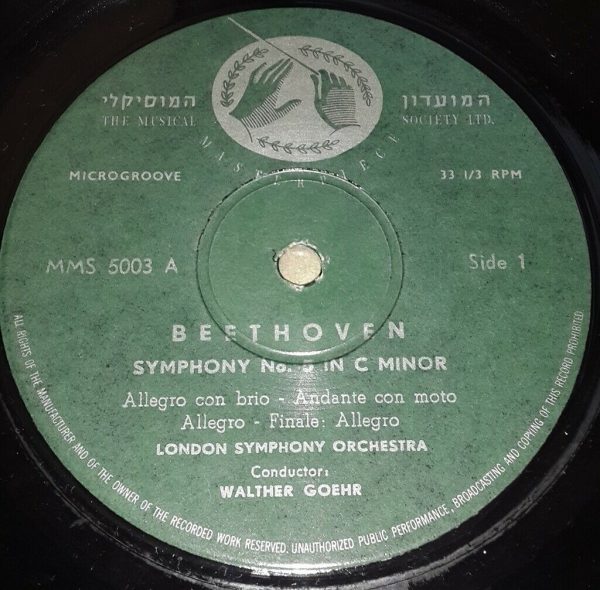 המועדון המוסיקלי
THE MUSICAL SOCIETY LTD.
MASTERPIECE
MICROGROOVE 33 1/3 RPM
MMS 5003 A Side 1
BEETHOVEN
SYMPHONY No. 5 IN C MINOR
Allegro con brio - Andante con moto
Allegro - Finale: Allegro
LONDON SYMPHONY ORCHESTRA
Conductor:
WALTHER GOEHR
ALL RIGHTS OF THE MANUFACTURER AND OF THE OWNER OF THE RECORDED WORK RESERVED. UNAUTHORIZED PUBLIC PERFORMANCE, BROADCASTING AND COPYING OF THIS RECORD PROHIBITED